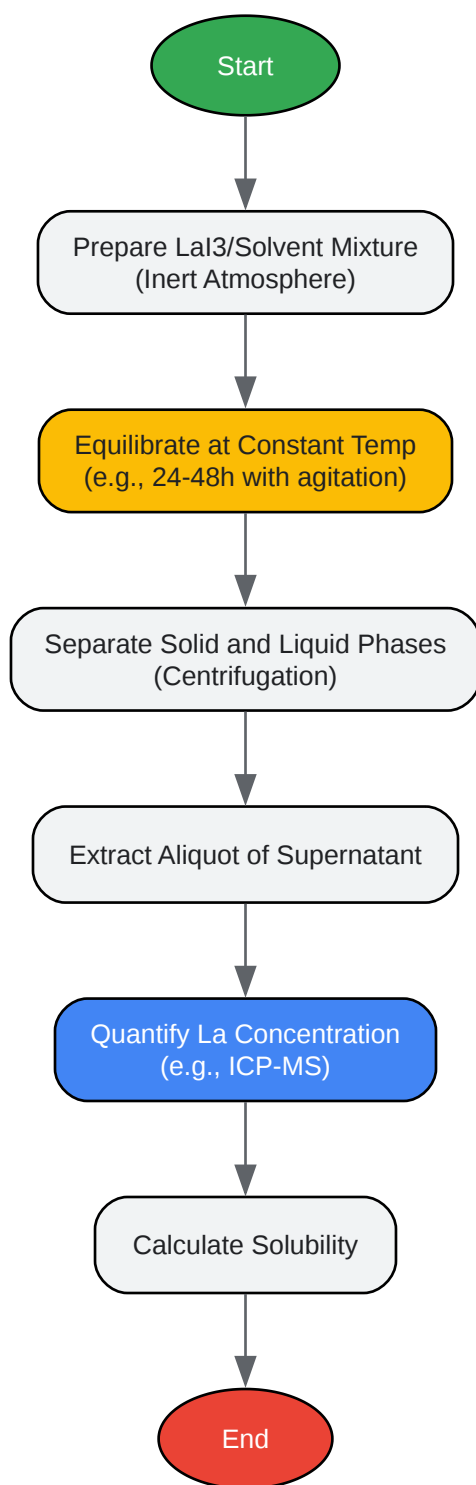 Start
Prepare LaI3/Solvent Mixture
(Inert Atmosphere)
Equilibrate at Constant Temp
(e.g., 24-48h with agitation)
Separate Solid and Liquid Phases
(Centrifugation)
Extract Aliquot of Supernatant
Quantify La Concentration
(e.g., ICP-MS)
Calculate Solubility
End